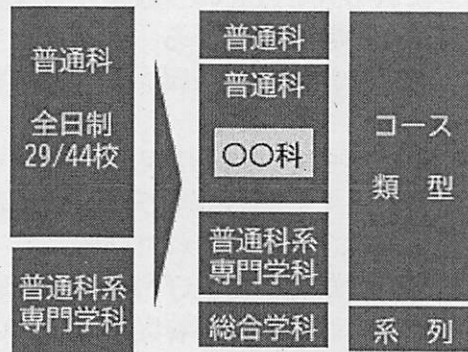 普通科
全日制
29/44校
普通科系
専門学科
普通科
普通科
〇〇科
普通科系
専門学科
総合学科
コース
類　型
系　列